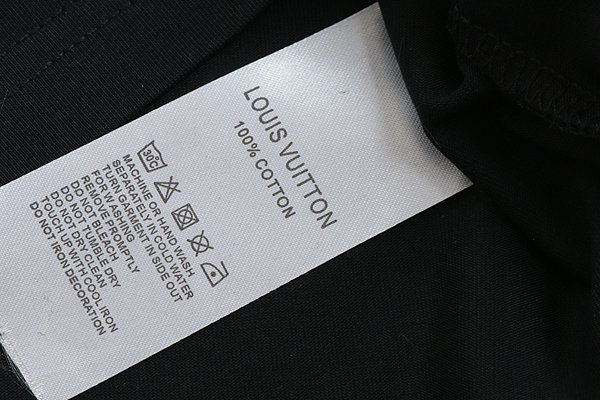 LOUIS VUITTON
100% COTTON
30°C
MACHINE OR HAND WASH
SEPARATELY IN COLD WATER
TURN GARMENT IN SIDE OUT
FOR WASHING
REMOVE PROMPTLY
DO NOT BLEACH
DO NOT TUMBLE DRY
DO NOT DRY CLEAN
TOUCH UP WITH COOL IRON
DO NOT IRON DECORATION